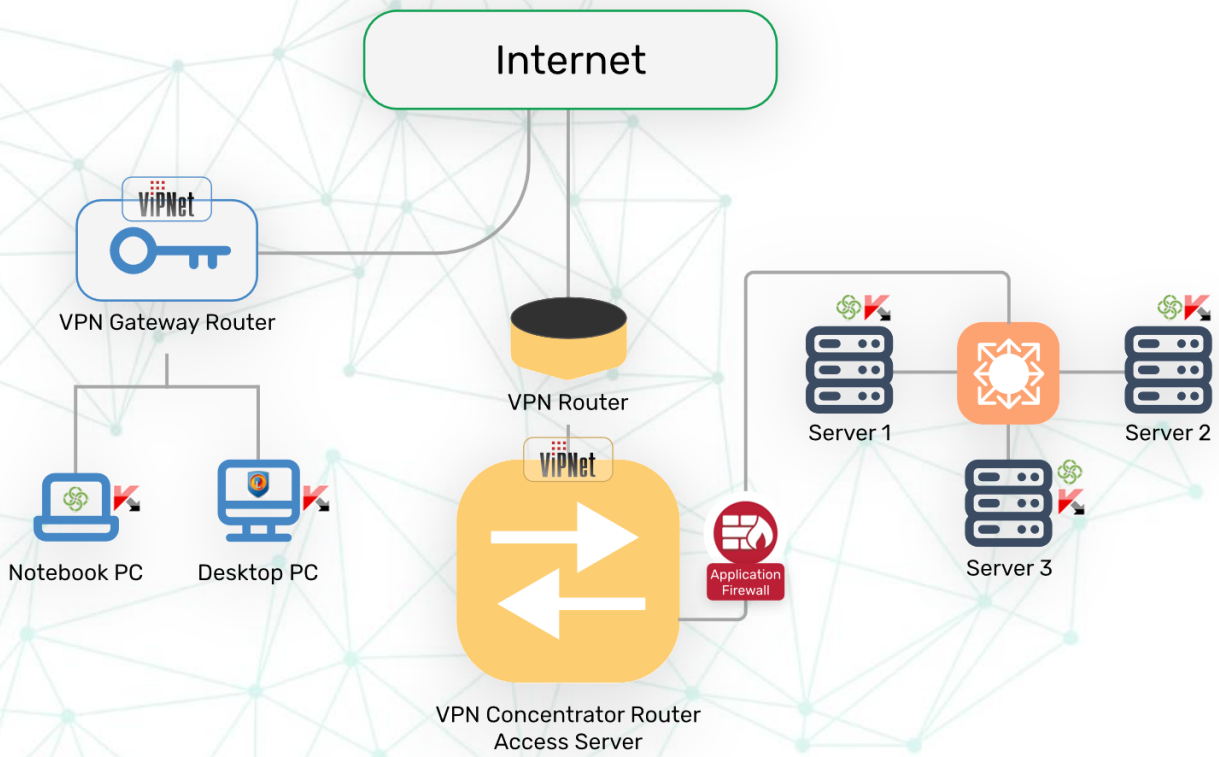 Internet
ViPNet
VPN Gateway Router
VPN Router
Server 1
Server 2
ViPNet
Notebook PC
Desktop PC
Application
Firewall
Server 3
VPN Concentrator Router
Access Server